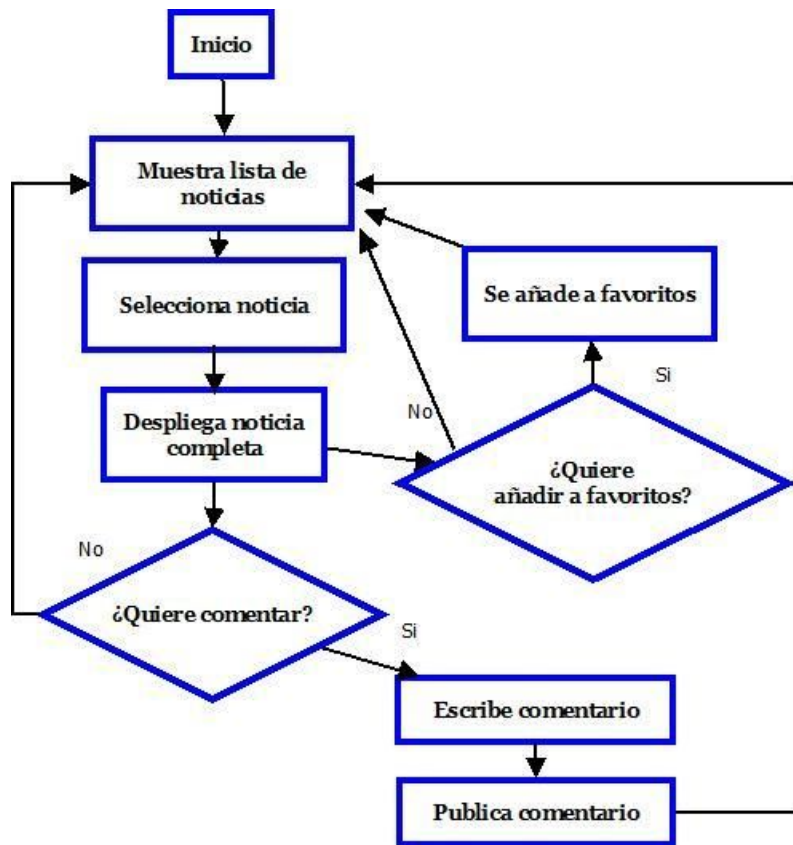 Inicio
Muestra lista de
noticias
Selecciona noticia
Se añade a favoritos
Si
No
Despliega noticia
completa
¿Quiere
añadir a favoritos?
No
¿Quiere comentar?
Si
Escribe comentario
Publica comentario